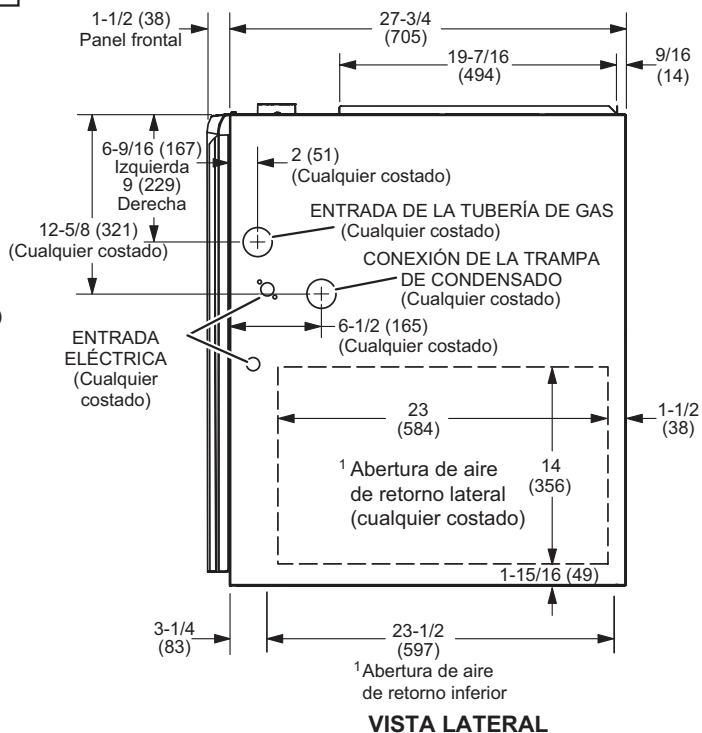 1-1/2 (38)
Panel frontal
27-3/4
(705)
19-7/16
(494)
9/16
(14)
6-9/16 (167)
Izquierda
9 (229)
Derecha
2 (51)
(Cualquier costado)
12-5/8 (321)
(Cualquier costado)
ENTRADA DE LA TUBERÍA DE GAS
(Cualquier costado)
CONEXIÓN DE LA TRAMPA
DE CONDENSADO
(Cualquier costado)
6-1/2 (165)
(Cualquier costado)
ENTRADA
ELÉCTRICA
(Cualquier
costado)
23
(584)
1-1/2
(38)
14
(356)
1 Abertura de aire
de retorno lateral
(cualquier costado)
1-15/16 (49)
3-1/4
(83)
23-1/2
(597)
1 Abertura de aire
de retorno inferior
VISTA LATERAL